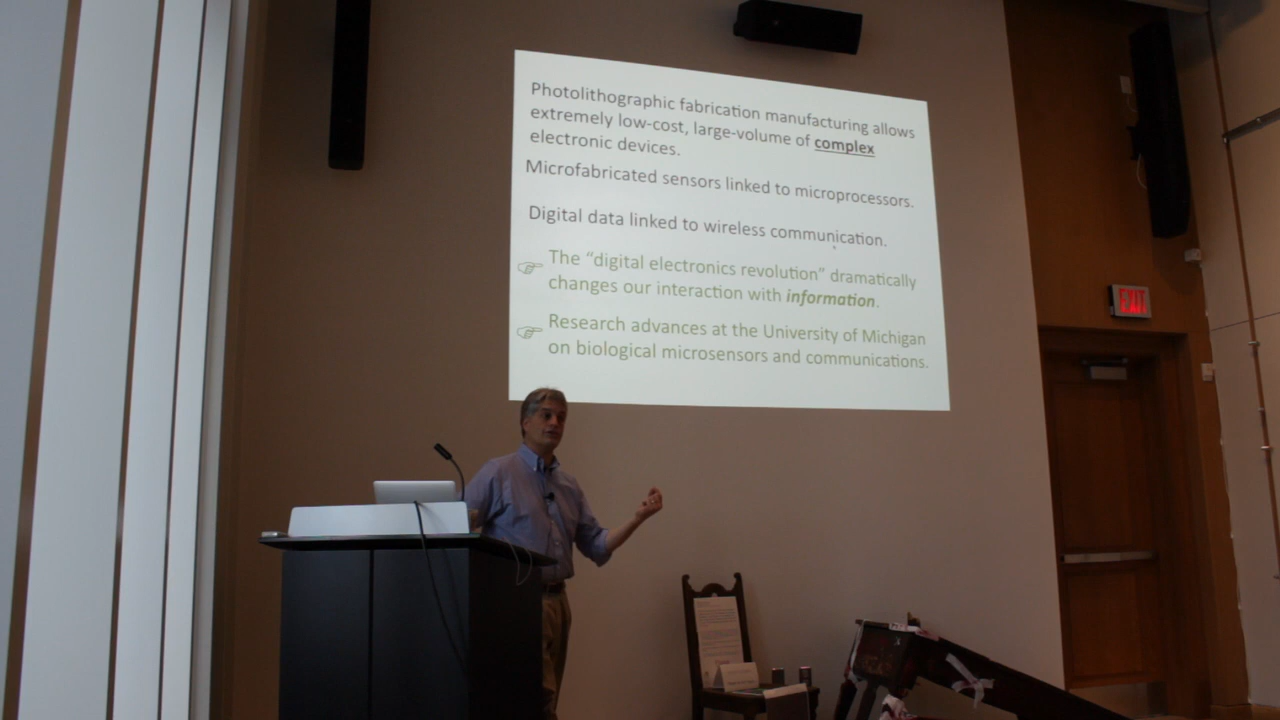 Photolithographic fabrication manufacturing allows
extremely low-cost, large-volume of complex
electronic devices.
Microfabricated sensors linked to microprocessors.
Digital data linked to wireless communication.
The “digital electronics revolution” dramatically
changes our interaction with information.
Research advances at the University of Michigan
on biological microsensors and communications.
EXIT